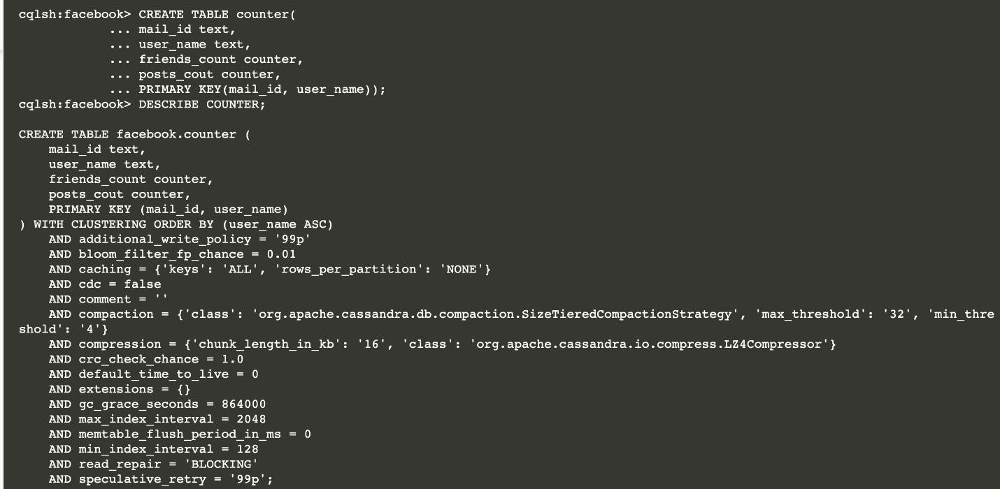 cqlsh:facebook> CREATE TABLE counter(
            ... mail_id text,
            ... user_name text,
            ... friends_count counter,
            ... posts_cout counter,
            ... PRIMARY KEY(mail_id, user_name));
cqlsh:facebook> DESCRIBE COUNTER;

CREATE TABLE facebook.counter (
    mail_id text,
    user_name text,
    friends_count counter,
    posts_cout counter,
    PRIMARY KEY (mail_id, user_name)
) WITH CLUSTERING ORDER BY (user_name ASC)
    AND additional_write_policy = '99p'
    AND bloom_filter_fp_chance = 0.01
    AND caching = {'keys': 'ALL', 'rows_per_partition': 'NONE'}
    AND cdc = false
    AND comment = ''
    AND compaction = {'class': 'org.apache.cassandra.db.compaction.SizeTieredCompactionStrategy', 'max_threshold': '32', 'min_thre
shold': '4'}
    AND compression = {'chunk_length_in_kb': '16', 'class': 'org.apache.cassandra.io.compress.LZ4Compressor'}
    AND crc_check_chance = 1.0
    AND default_time_to_live = 0
    AND extensions = {}
    AND gc_grace_seconds = 864000
    AND max_index_interval = 2048
    AND memtable_flush_period_in_ms = 0
    AND min_index_interval = 128
    AND read_repair = 'BLOCKING'
    AND speculative_retry = '99p';